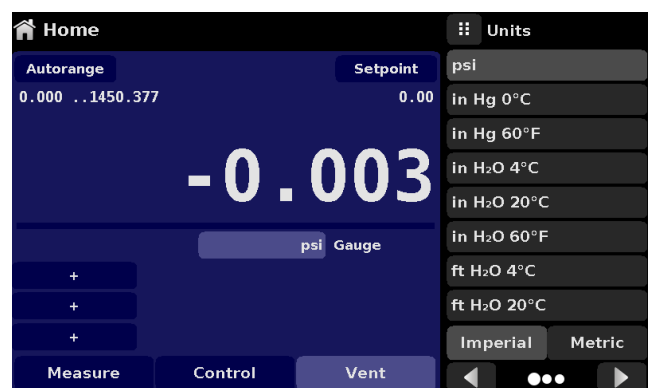 Home
Autorange Setpoint
0.000 ..1450.377 0.00
-0.003
psi Gauge
+
+
+
Measure Control Vent
Units
psi
in Hg 0°C
in Hg 60°F
in H₂O 4°C
in H₂O 20°C
in H₂O 60°F
ft H₂O 4°C
ft H₂O 20°C
Imperial Metric